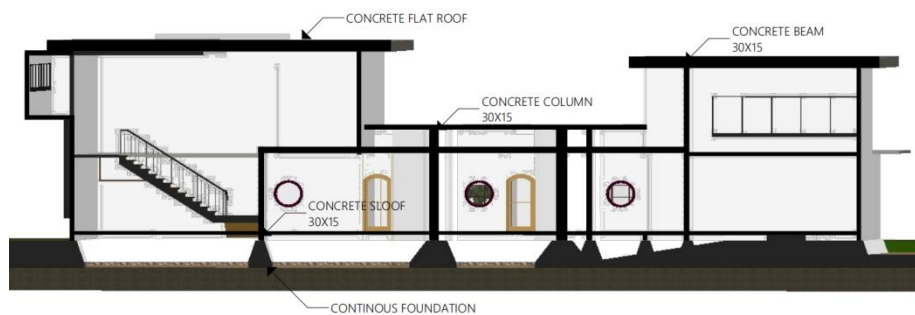 CONCRETE FLAT ROOF
CONCRETE BEAM
30X15
CONCRETE COLUMN
30X15
CONCRETE SLOOF
30X15
CONTINOUS FOUNDATION